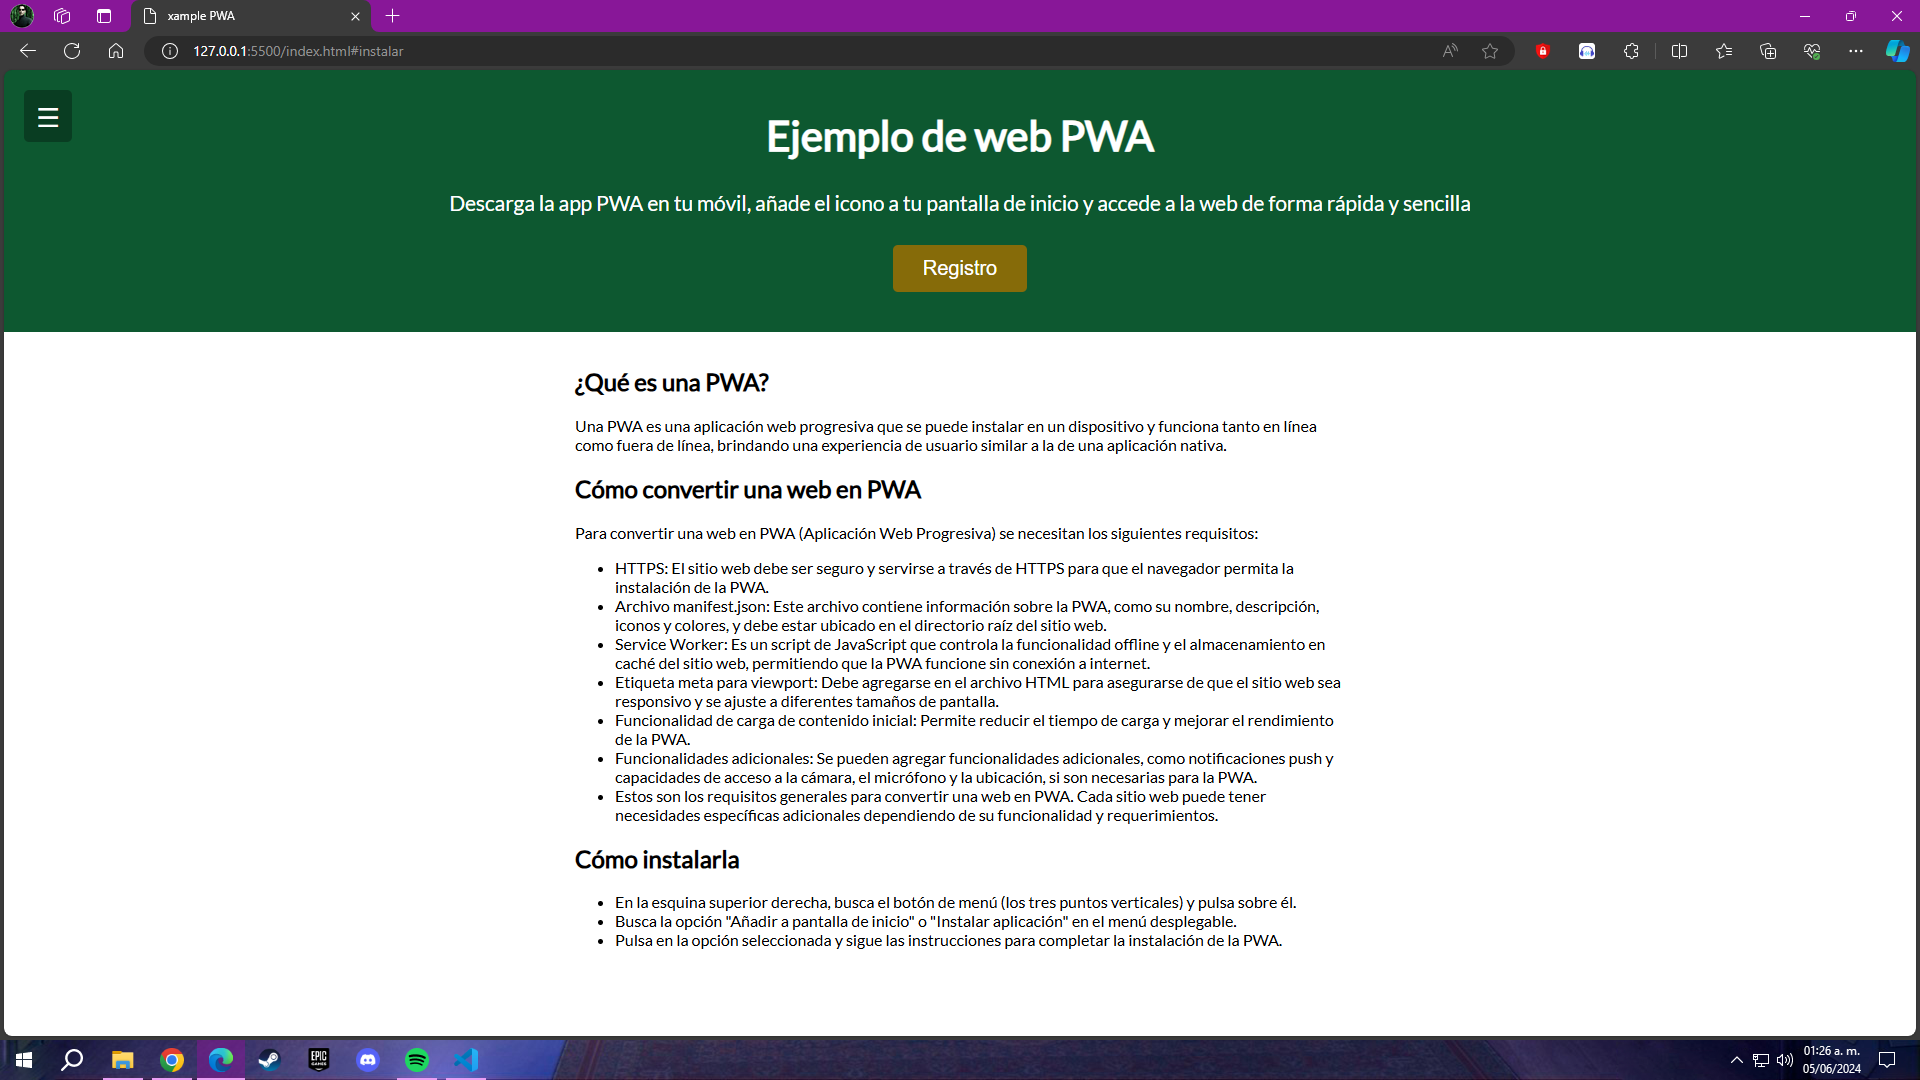 xample PWA
127.0.0.1:5500/index.html#instalar
Ejemplo de web PWA
Descarga la app PWA en tu móvil, añade el icono a tu pantalla de inicio y accede a la web de forma rápida y sencilla
Registro
¿Qué es una PWA?
Una PWA es una aplicación web progresiva que se puede instalar en un dispositivo y funciona tanto en línea
como fuera de línea, brindando una experiencia de usuario similar a la de una aplicación nativa.
Cómo convertir una web en PWA
Para convertir una web en PWA (Aplicación Web Progresiva) se necesitan los siguientes requisitos:
• HTTPS: El sitio web debe ser seguro y servirse a través de HTTPS para que el navegador permita la
instalación de la PWA.
• Archivo manifest.json: Este archivo contiene información sobre la PWA, como su nombre, descripción,
iconos y colores, y debe estar ubicado en el directorio raíz del sitio web.
• Service Worker: Es un script de JavaScript que controla la funcionalidad offline y el almacenamiento en
caché del sitio web, permitiendo que la PWA funcione sin conexión a internet.
• Etiqueta meta para viewport: Debe agregarse en el archivo HTML para asegurarse de que el sitio web sea
responsivo y se ajuste a diferentes tamaños de pantalla.
• Funcionalidad de carga de contenido inicial: Permite reducir el tiempo de carga y mejorar el rendimiento
de la PWA.
• Funcionalidades adicionales: Se pueden agregar funcionalidades adicionales, como notificaciones push y
capacidades de acceso a la cámara, el micrófono y la ubicación, si son necesarias para la PWA.
• Estos son los requisitos generales para convertir una web en PWA. Cada sitio web puede tener
necesidades específicas adicionales dependiendo de su funcionalidad y requerimientos.
Cómo instalarla
• En la esquina superior derecha, busca el botón de menú (los tres puntos verticales) y pulsa sobre él.
• Busca la opción "Añadir a pantalla de inicio" o "Instalar aplicación" en el menú desplegable.
• Pulsa en la opción seleccionada y sigue las instrucciones para completar la instalación de la PWA.
EPIC
GAMES
01:26 a. m.
05/06/2024